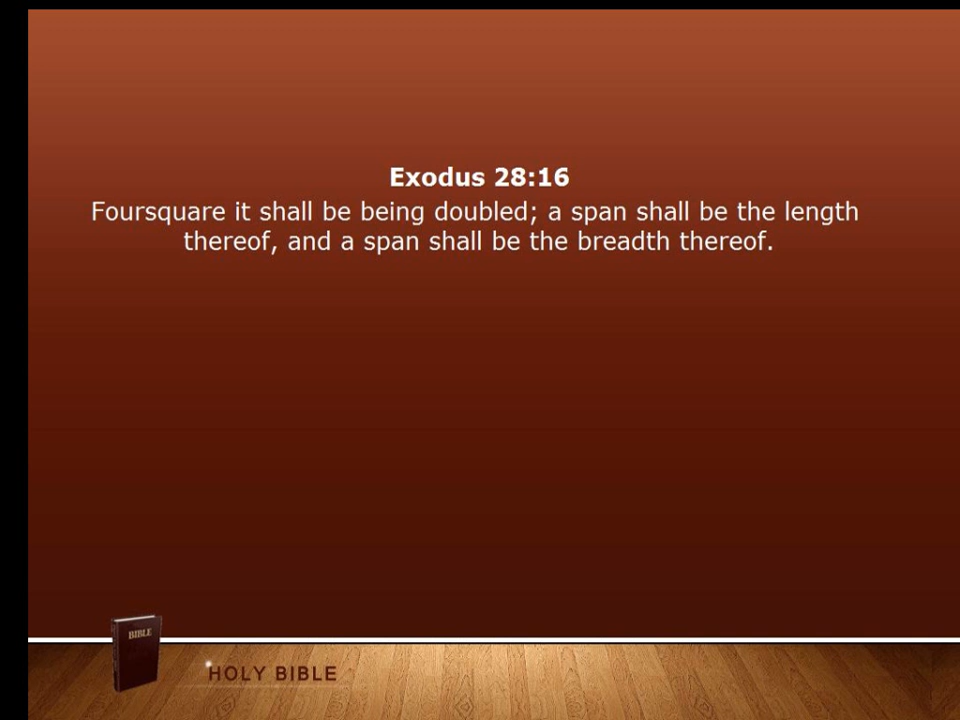 Exodus 28:16
Foursquare it shall be being doubled; a span shall be the length
thereof, and a span shall be the breadth thereof.
BIBLE
HOLY BIBLE